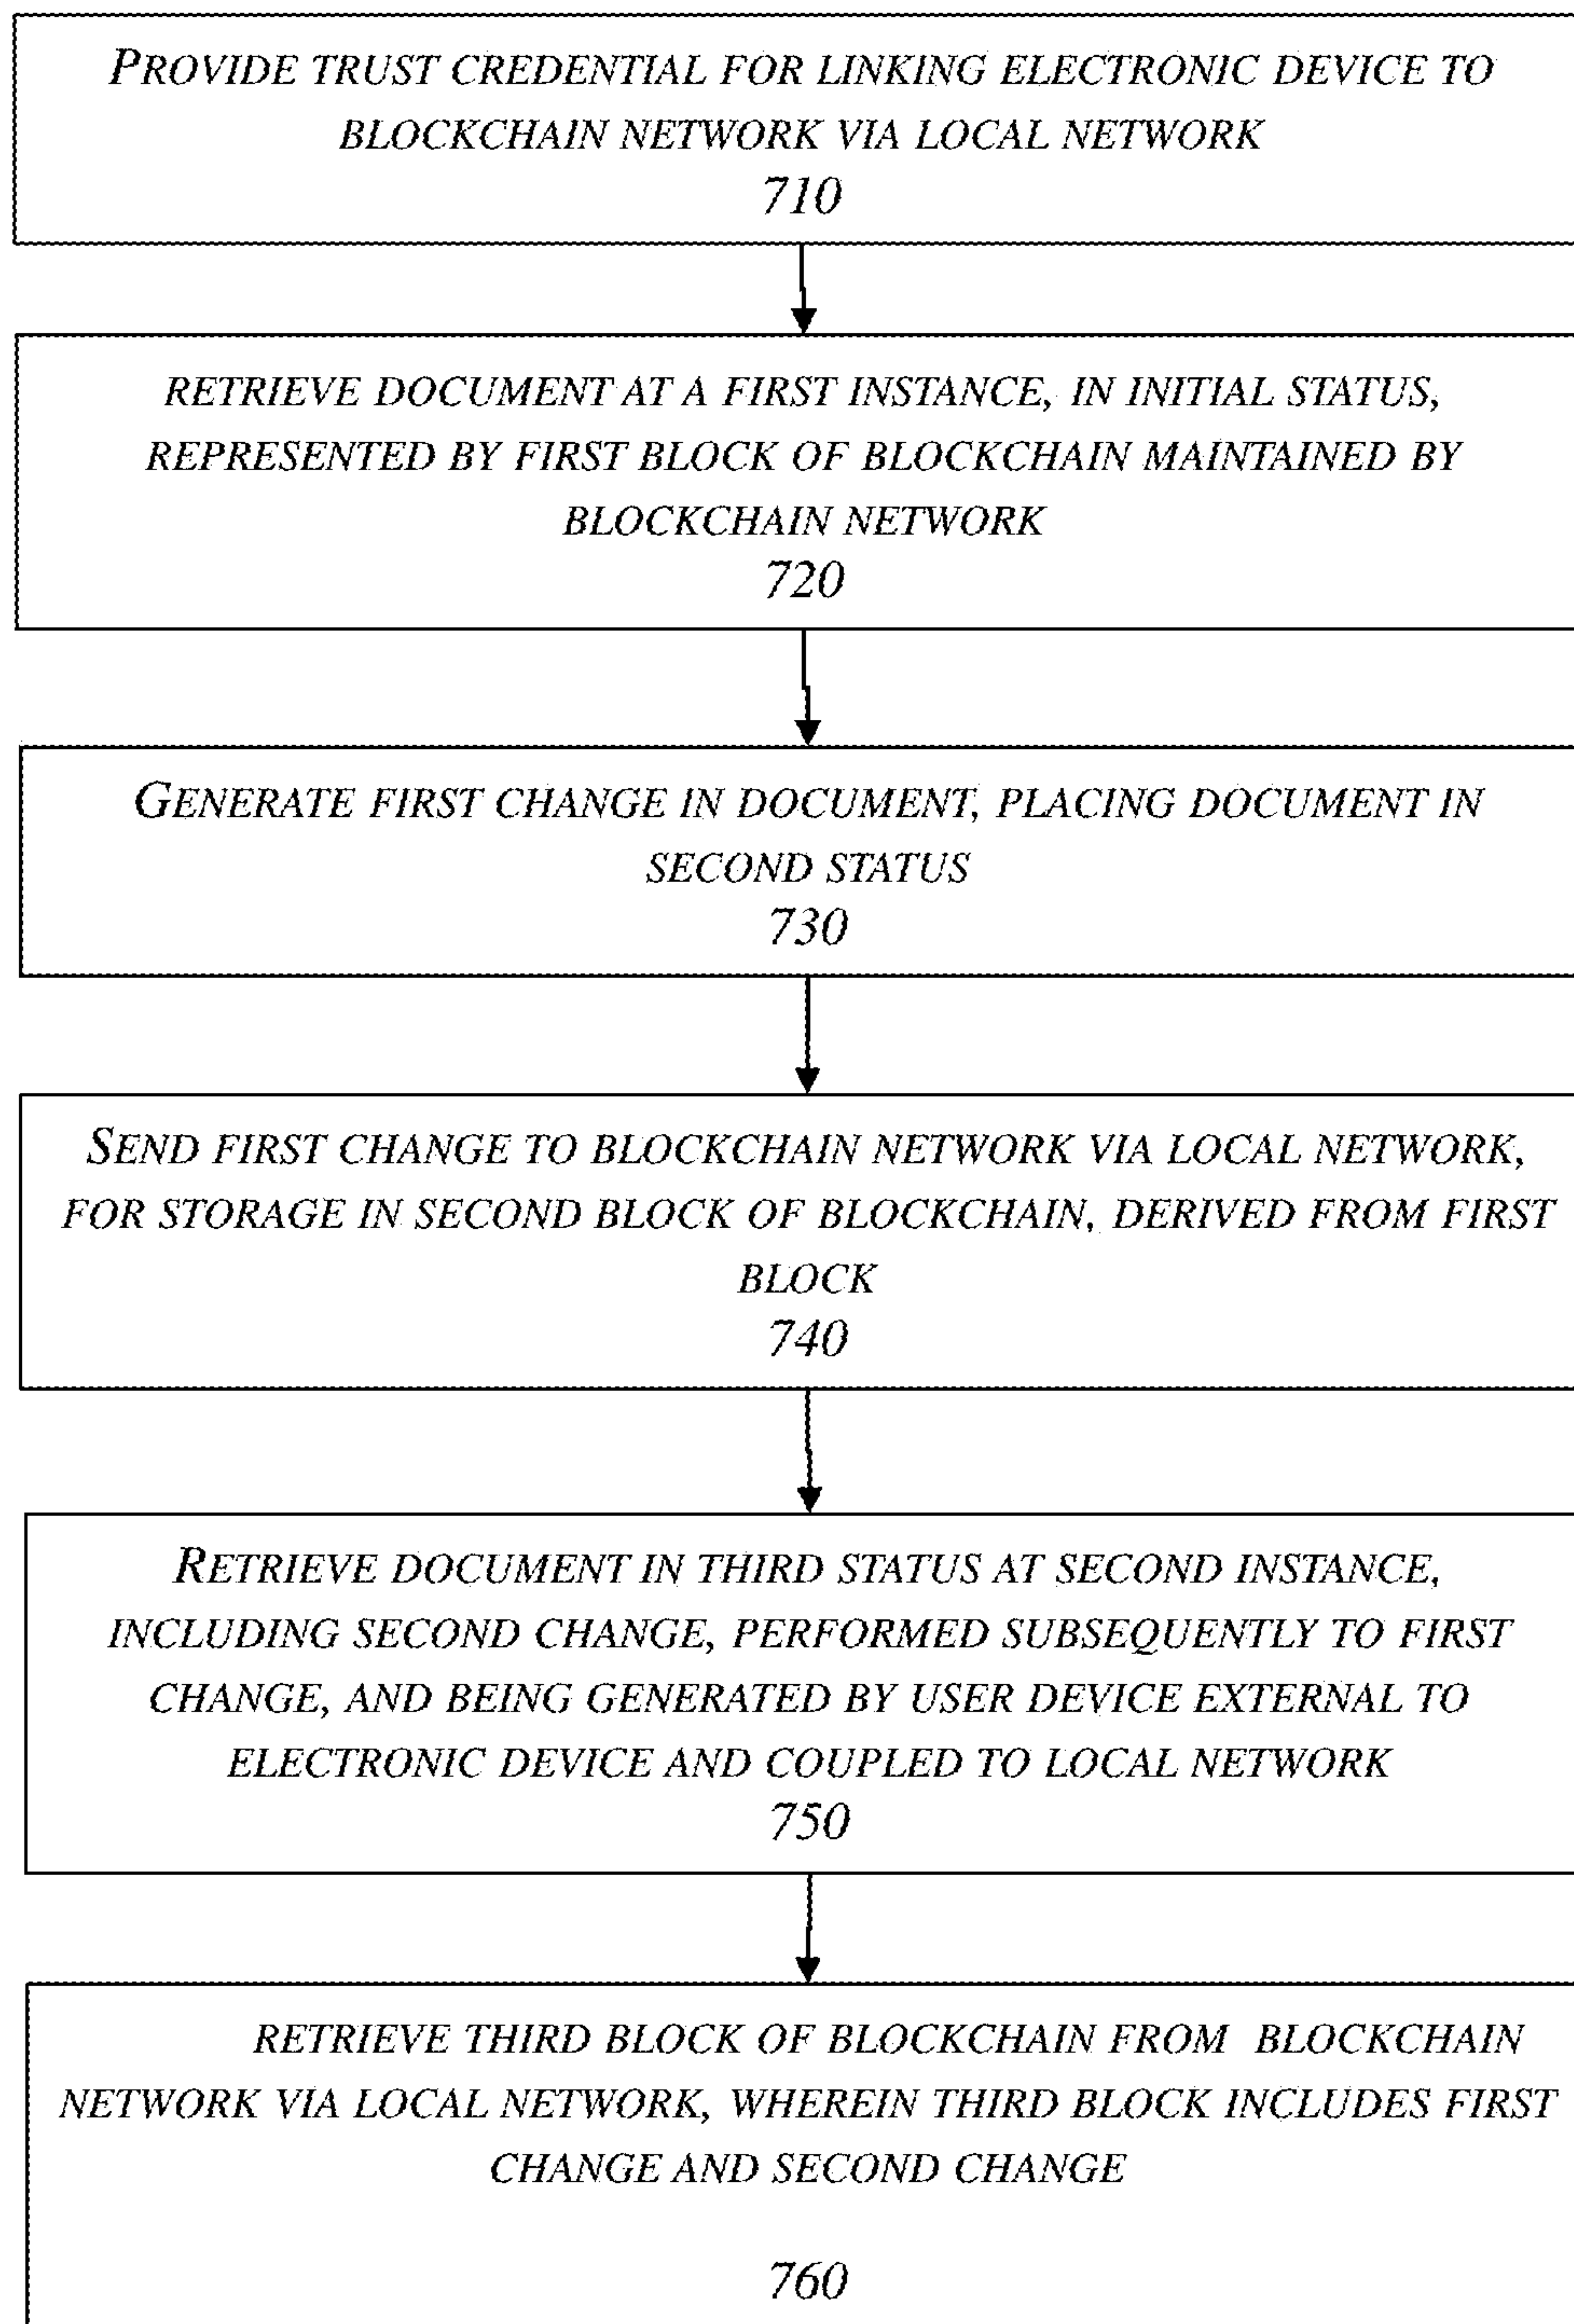 PROVIDE TRUST CREDENTIAL FOR LINKING ELECTRONIC DEVICE TO
BLOCKCHAIN NETWORK VIA LOCAL NETWORK
710
RETRIEVE DOCUMENT AT A FIRST INSTANCE, IN INITIAL STATUS,
REPRESENTED BY FIRST BLOCK OF BLOCKCHAIN MAINTAINED BY
BLOCKCHAIN NETWORK
720
GENERATE FIRST CHANGE IN DOCUMENT, PLACING DOCUMENT IN
SECOND STATUS
730
SEND FIRST CHANGE TO BLOCKCHAIN NETWORK VIA LOCAL NETWORK,
FOR STORAGE IN SECOND BLOCK OF BLOCKCHAIN, DERIVED FROM FIRST
BLOCK
740
RETRIEVE DOCUMENT IN THIRD STATUS AT SECOND INSTANCE,
INCLUDING SECOND CHANGE, PERFORMED SUBSEQUENTLY TO FIRST
CHANGE, AND BEING GENERATED BY USER DEVICE EXTERNAL TO
ELECTRONIC DEVICE AND COUPLED TO LOCAL NETWORK
750
RETRIEVE THIRD BLOCK OF BLOCKCHAIN FROM BLOCKCHAIN
NETWORK VIA LOCAL NETWORK, WHEREIN THIRD BLOCK INCLUDES FIRST
CHANGE AND SECOND CHANGE
760